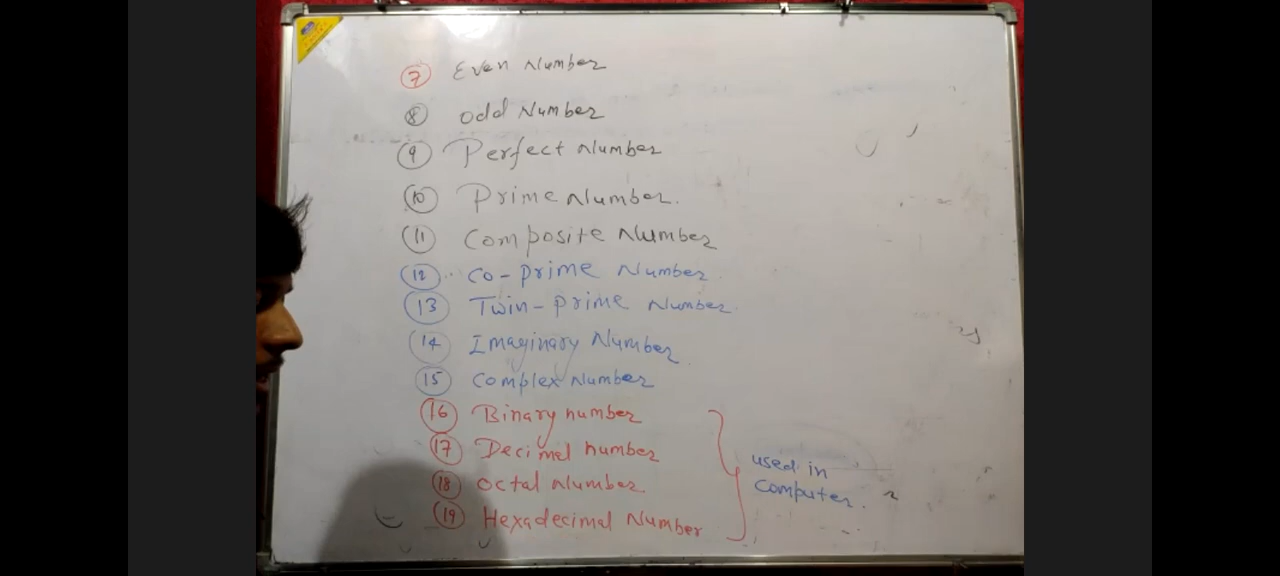 7 Even Number
8 odd Number
9 Perfect Number
10 Prime Number.
11 Composite Number
12 Co-prime Number
13 Twin-prime Number
14 Imaginary Number
15 Complex Number
16 Binary number
17 Decimal number
18 Octal Number
19 Hexadecimal Number
used in
Computer.